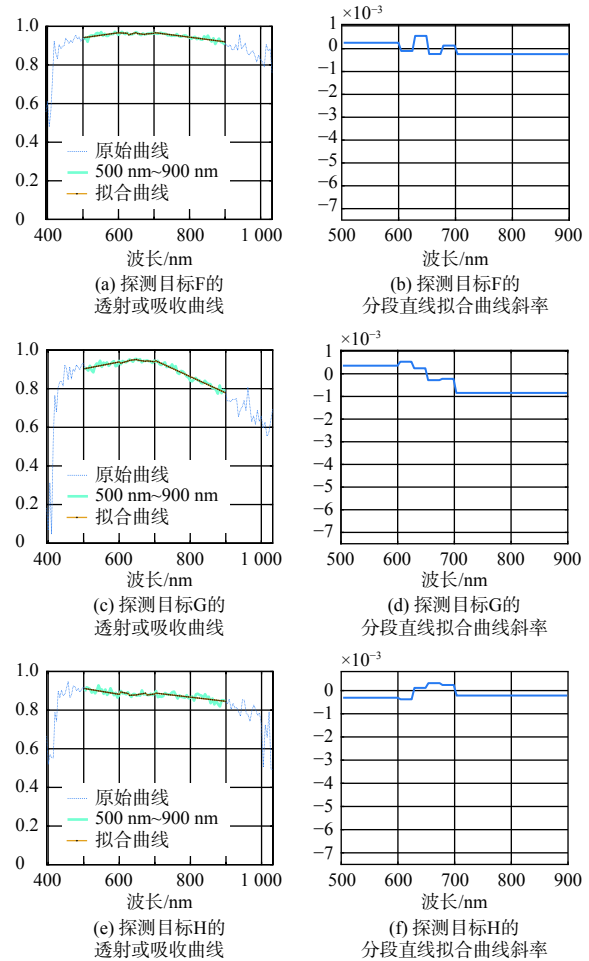 1.0
0.8
0.6
0.4
0.2
0
原始曲线
500 nm~900 nm
拟合曲线
400 600 800 1 000
波长/nm
(a) 探测目标F的
透射或吸收曲线
×10⁻³
1
0
−1
−2
−3
−4
−5
−6
−7
500 600 700 800 900
波长/nm
(b) 探测目标F的
分段直线拟合曲线斜率
1.0
0.8
0.6
0.4
0.2
0
原始曲线
500 nm~900 nm
拟合曲线
400 600 800 1 000
波长/nm
(c) 探测目标G的
透射或吸收曲线
×10⁻³
1
0
−1
−2
−3
−4
−5
−6
−7
500 600 700 800 900
波长/nm
(d) 探测目标G的
分段直线拟合曲线斜率
1.0
0.8
0.6
0.4
0.2
0
原始曲线
500 nm~900 nm
拟合曲线
400 600 800 1 000
波长/nm
(e) 探测目标H的
透射或吸收曲线
×10⁻³
0
−1
−2
−3
−4
−5
−6
−7
500 600 700 800 900
波长/nm
(f) 探测目标H的
分段直线拟合曲线斜率